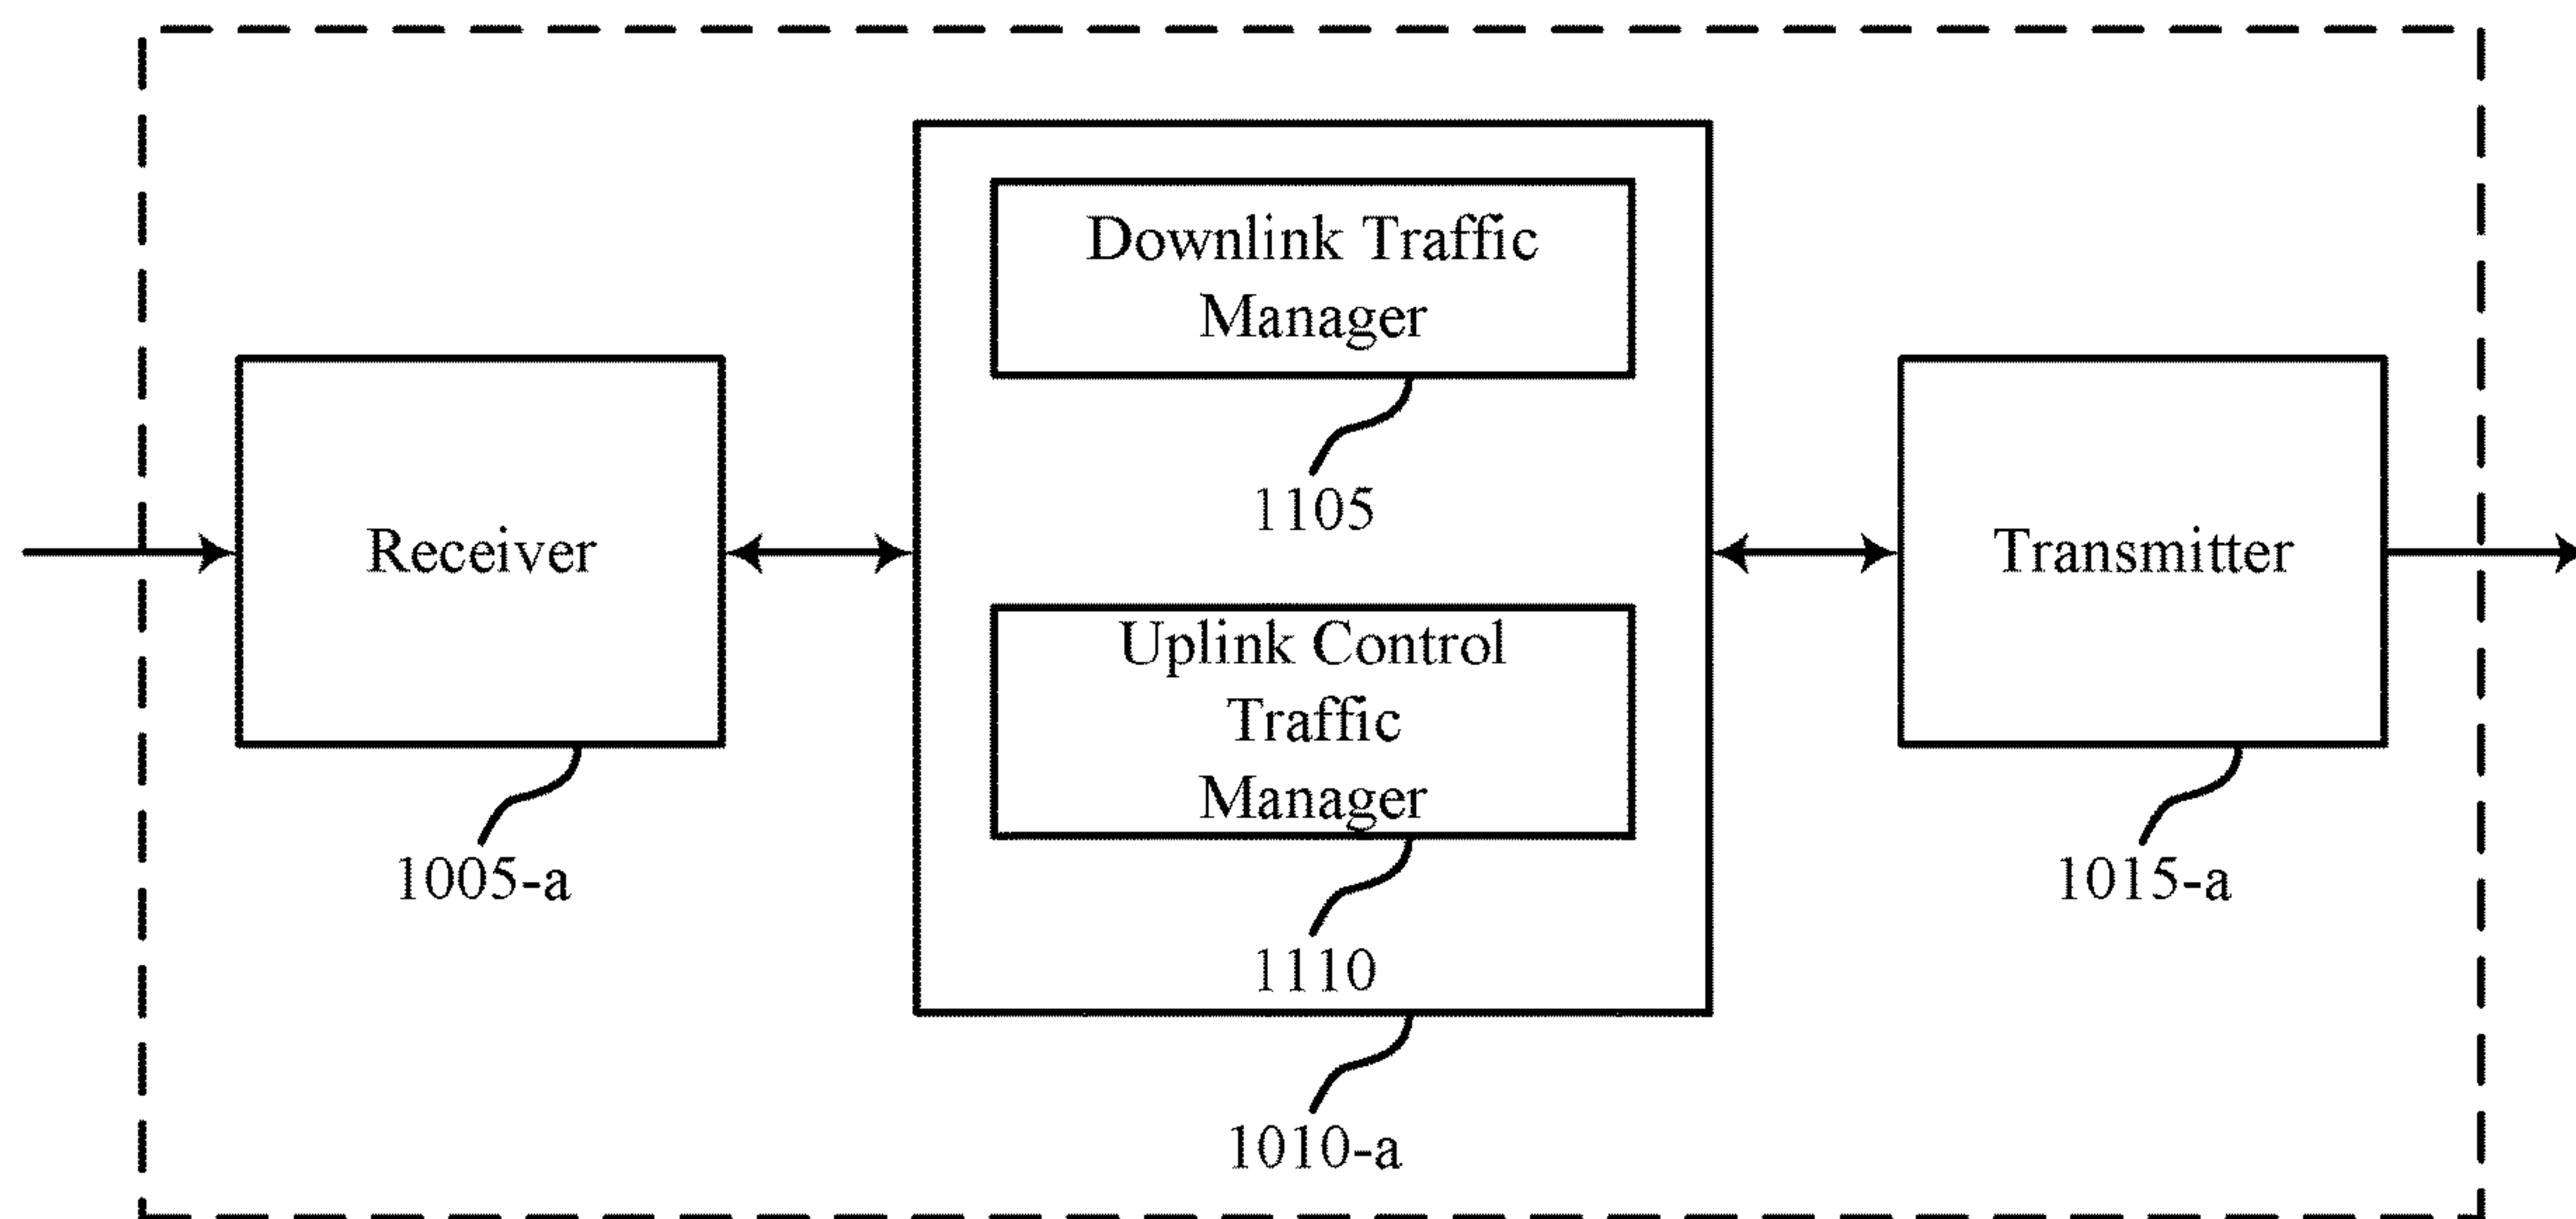 Downlink Traffic
Manager
1105
Receiver
1005-a
Uplink Control
Traffic
Manager
1110
1010-a
Transmitter
1015-a